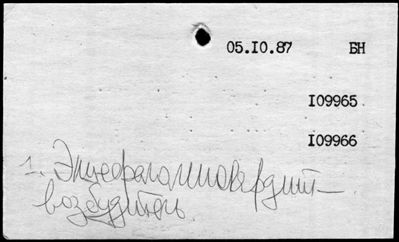 05.10.87 БН
109965
109966
1. Энцефаломиокардит-
возбудитель.